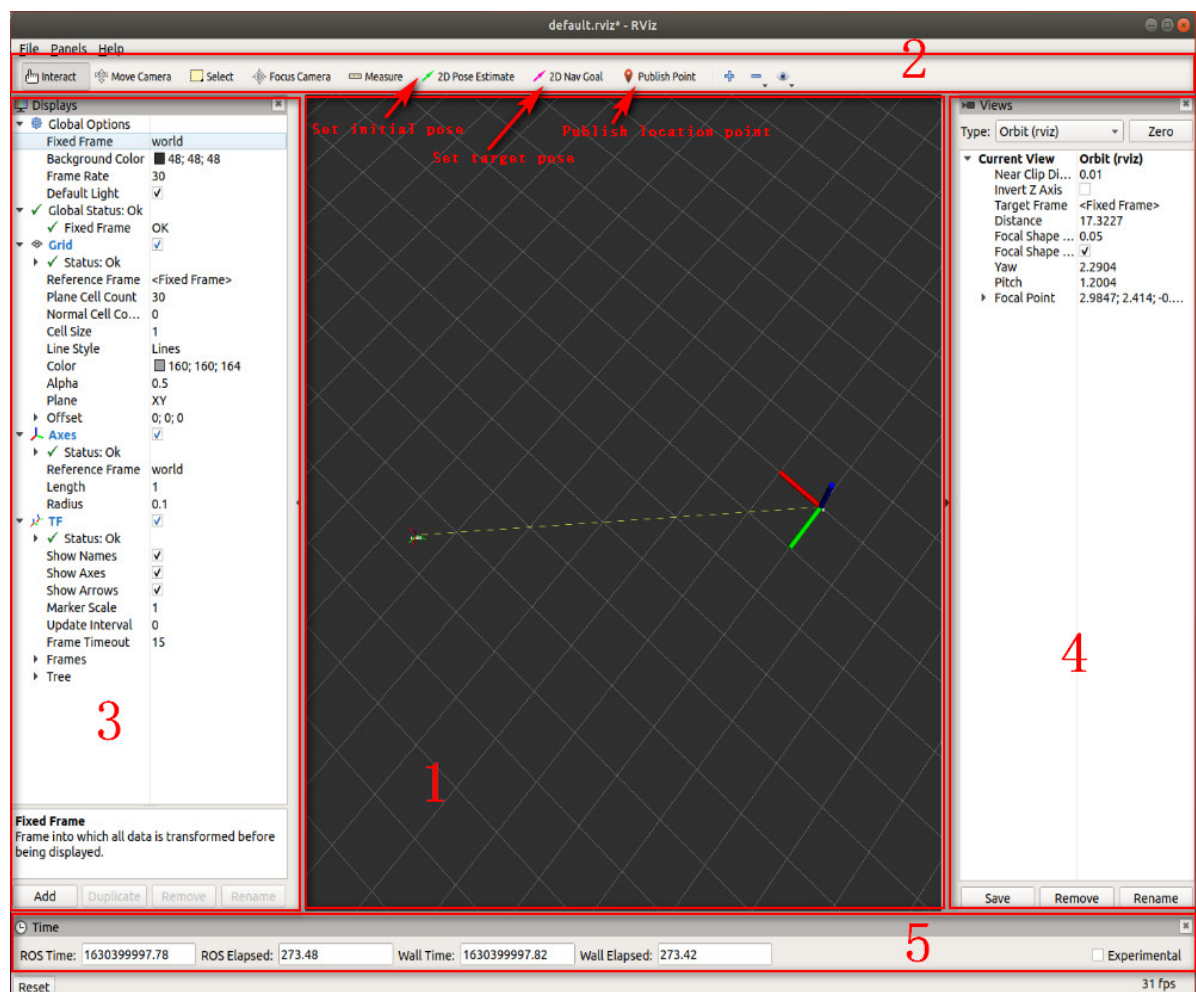 default.rviz* - RViz
File Panels Help
2
Interact Move Camera Select Focus Camera Measure 2D Pose Estimate 2D Nav Goal Publish Point
Set initial pose
Set target pose
Publish location point
Displays
Global Options
Fixed Frame world
Background Color 48; 48; 48
Frame Rate 30
Default Light
Global Status: Ok
Fixed Frame OK
Grid
Status: Ok
Reference Frame <Fixed Frame>
Plane Cell Count 30
Normal Cell Co... 0
Cell Size 1
Line Style Lines
Color 160; 160; 164
Alpha 0.5
Plane XY
Offset 0; 0; 0
Axes
Status: Ok
Reference Frame world
Length 1
Radius 0.1
TF
Status: Ok
Show Names
Show Axes
Show Arrows
Marker Scale 1
Update Interval 0
Frame Timeout 15
Frames
Tree
3
Fixed Frame
Frame into which all data is transformed before
being displayed.
Add Duplicate Remove Rename
1
Views
Type: Orbit (rviz) Zero
Current View Orbit (rviz)
Near Clip Di... 0.01
Invert Z Axis
Target Frame <Fixed Frame>
Distance 17.3227
Focal Shape ... 0.05
Focal Shape ...
Yaw 2.2904
Pitch 1.2004
Focal Point 2.9847; 2.414; -0....
4
Save Remove Rename
Time
5
ROS Time: 1630399997.78 ROS Elapsed: 273.48 Wall Time: 1630399997.82 Wall Elapsed: 273.42 Experimental
Reset 31 fps